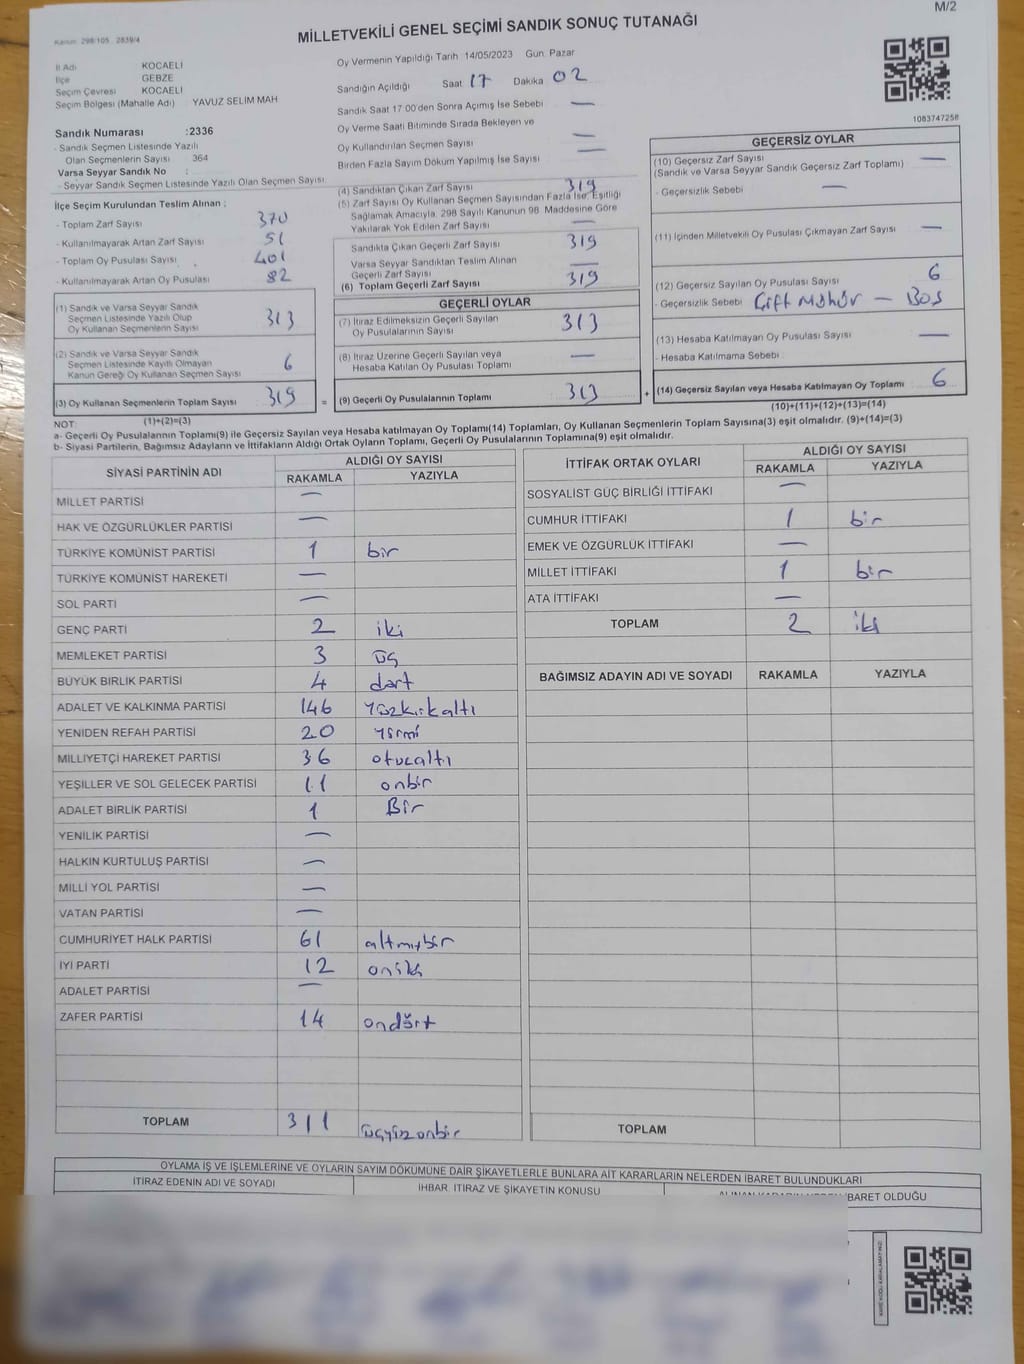 M/2
MİLLETVEKİLİ GENEL SEÇİMİ SANDIK SONUÇ TUTANAĞI
Kanun: 298/105 2839/4
İl Adı KOCAELİ
İlçe GEBZE
Seçim Çevresi KOCAELİ
Seçim Bölgesi (Mahalle Adı) YAVUZ SELİM MAH
Oy Vermenin Yapıldığı Tarih 14/05/2023 Gün: Pazar
Sandığın Açıldığı Saat 17 Dakika 02
Sandık Saat 17:00'den Sonra Açımış İse Sebebi —
Oy Verme Saati Bitiminde Sırada Bekleyen ve
Oy Kullandırılan Seçmen Sayısı —
Birden Fazla Sayım Döküm Yapılmış İse Sayısı —
1083747258
Sandık Numarası :2336
- Sandık Seçmen Listesinde Yazılı
Olan Seçmenlerin Sayısı 364
Varsa Seyyar Sandık No :
- Seyyar Sandık Seçmen Listesinde Yazılı Olan Seçmen Sayısı
İlçe Seçim Kurulundan Teslim Alınan :
- Toplam Zarf Sayısı 370
- Kullanılmayarak Artan Zarf Sayısı 51
- Toplam Oy Pusulası Sayısı 401
- Kullanılmayarak Artan Oy Pusulası 82
(1) Sandık ve Varsa Seyyar Sandık
Seçmen Listesinde Yazılı Olup
Oy Kullanan Seçmenlerin Sayısı 313
(2) Sandık ve Varsa Seyyar Sandık
Seçmen Listesinde Kayıtlı Olmayan
Kanun Gereği Oy Kullanan Seçmen Sayısı 6
(3) Oy Kullanan Seçmenlerin Toplam Sayısı 319 =
(4) Sandıktan Çıkan Zarf Sayısı 319
(5) Zarf Sayısı Oy Kullanan Seçmen Sayısından Fazla İse, Eşitliği
Sağlamak Amacıyla, 298 Sayılı Kanunun 98. Maddesine Göre
Yakılarak Yok Edilen Zarf Sayısı —
Sandıkta Çıkan Geçerli Zarf Sayısı 319
Varsa Seyyar Sandıktan Teslim Alınan
Geçerli Zarf Sayısı —
(6) Toplam Geçerli Zarf Sayısı 319
GEÇERLİ OYLAR
(7) İtiraz Edilmeksizin Geçerli Sayılan
Oy Pusulalarının Sayısı 313
(8) İtiraz Üzerine Geçerli Sayılan veya
Hesaba Katılan Oy Pusulası Toplamı —
(9) Geçerli Oy Pusulalarının Toplamı 313 +
GEÇERSİZ OYLAR
(10) Geçersiz Zarf Sayısı —
(Sandık ve Varsa Seyyar Sandık Geçersiz Zarf Toplamı)
- Geçersizlik Sebebi —
(11) İçinden Milletvekili Oy Pusulası Çıkmayan Zarf Sayısı —
(12) Geçersiz Sayılan Oy Pusulası Sayısı 6
- Geçersizlik Sebebi Çift Mühür — Boş
(13) Hesaba Katılmayan Oy Pusulası Sayısı —
- Hesaba Katılmama Sebebi
(14) Geçersiz Sayılan veya Hesaba Katılmayan Oy Toplamı 6
NOT: (1)+(2)=(3) (10)+(11)+(12)+(13)=(14)
a- Geçerli Oy Pusulalarının Toplamı(9) ile Geçersiz Sayılan veya Hesaba Katılmayan Oy Toplamı(14) Toplamları, Oy Kullanan Seçmenlerin Toplam Sayısına(3) eşit olmalıdır. (9)+(14)=(3)
b- Siyasi Partilerin, Bağımsız Adayların ve İttifakların Aldığı Ortak Oyların Toplamı, Geçerli Oy Pusulalarının Toplamına(9) eşit olmalıdır.
SİYASİ PARTİNİN ADI ALDIĞI OY SAYISI
RAKAMLA YAZIYLA
MİLLET PARTİSİ —
HAK VE ÖZGÜRLÜKLER PARTİSİ —
TÜRKİYE KOMÜNİST PARTİSİ 1 bir
TÜRKİYE KOMÜNİST HAREKETİ —
SOL PARTİ —
GENÇ PARTİ 2 iki
MEMLEKET PARTİSİ 3 üç
BÜYÜK BİRLİK PARTİSİ 4 dört
ADALET VE KALKINMA PARTİSİ 146 Yüzkırkaltı
YENİDEN REFAH PARTİSİ 20 Yirmi
MİLLİYETÇİ HAREKET PARTİSİ 36 otuzaltı
YEŞİLLER VE SOL GELECEK PARTİSİ 11 onbir
ADALET BİRLİK PARTİSİ 1 Bir
YENİLİK PARTİSİ —
HALKIN KURTULUŞ PARTİSİ —
MİLLİ YOL PARTİSİ —
VATAN PARTİSİ —
CUMHURİYET HALK PARTİSİ 61 altmışbir
İYİ PARTİ 12 oniki
ADALET PARTİSİ —
ZAFER PARTİSİ 14 ondört
TOPLAM 311 üçyüzonbir
İTTİFAK ORTAK OYLARI ALDIĞI OY SAYISI
RAKAMLA YAZIYLA
SOSYALİST GÜÇ BİRLİĞİ İTTİFAKI —
CUMHUR İTTİFAKI 1 bir
EMEK VE ÖZGÜRLÜK İTTİFAKI —
MİLLET İTTİFAKI 1 bir
ATA İTTİFAKI —
TOPLAM 2 iki
BAĞIMSIZ ADAYIN ADI VE SOYADI RAKAMLA YAZIYLA
TOPLAM
OYLAMA İŞ VE İŞLEMLERİNE VE OYLARIN SAYIM DÖKÜMÜNE DAİR ŞİKAYETLERLE BUNLARA AİT KARARLARIN NELERDEN İBARET BULUNDUKLARI
İTİRAZ EDENİN ADI VE SOYADI İHBAR, İTİRAZ VE ŞİKAYETİN KONUSU İBARET OLDUĞU